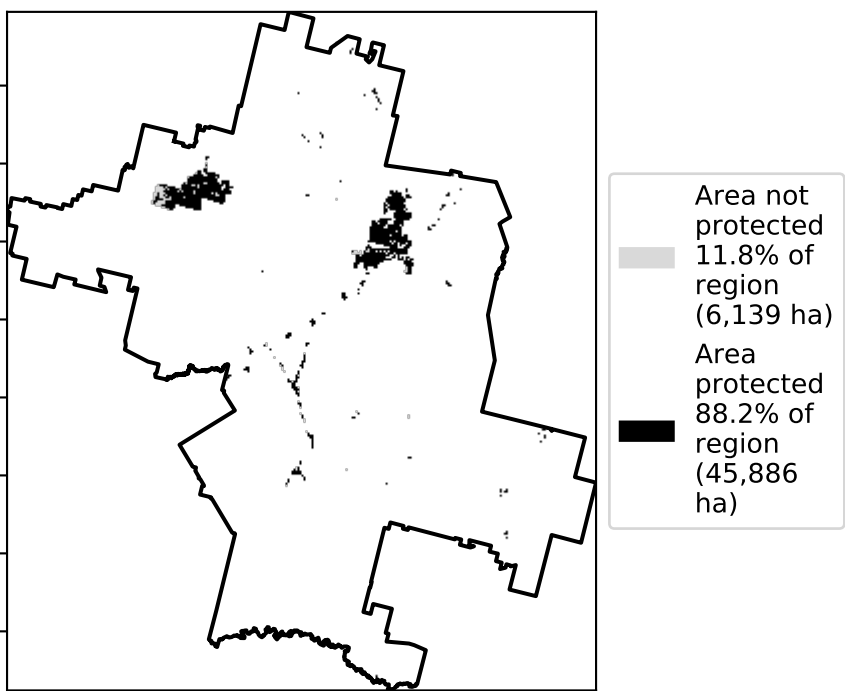 Area not
protected
11.8% of
region
(6,139 ha)
Area
protected
88.2% of
region
(45,886
ha)